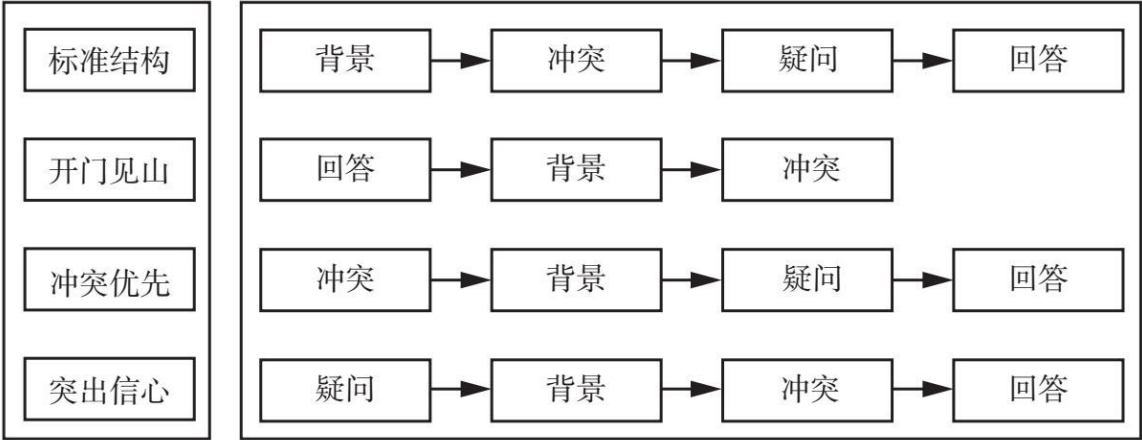 标准结构 背景 冲突 疑问 回答
开门见山 回答 背景 冲突
冲突优先 冲突 背景 疑问 回答
突出信心 疑问 背景 冲突 回答